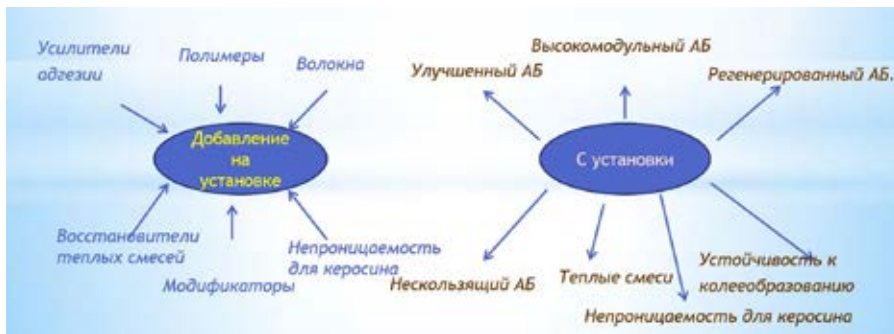 Усилители
адгезии
Полимеры
Волокна
Добавление
на
установке
Восстановители
теплых смесей
Модификаторы
Непроницаемость
для керосина
Высокомодульный АБ
Улучшенный АБ
Регенерированный АБ.
С установки
Нескользящий АБ
Теплые смеси
Устойчивость к
колееобразованию
Непроницаемость для керосина